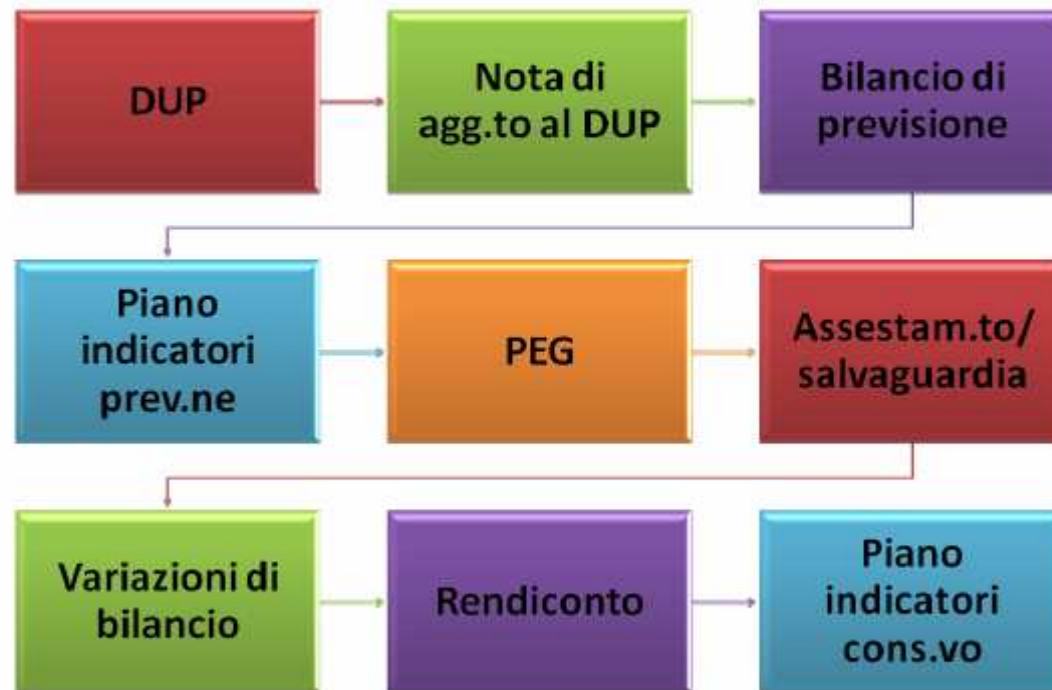 DUP
Nota di
agg.to al DUP
Bilancio di
previsione
Piano
indicatori
prev.ne
PEG
Assestam.to/
salvaguardia
Variazioni di
bilancio
Rendiconto
Piano
indicatori
cons.vo